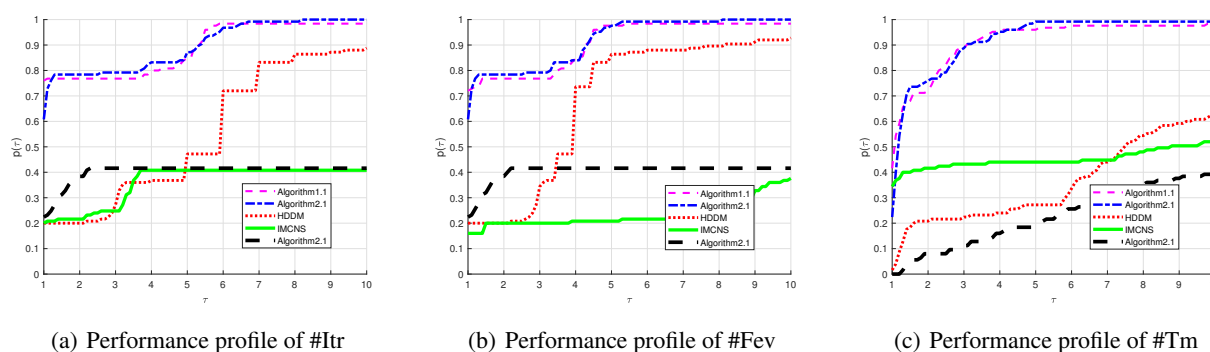 1
0.9
0.8
0.7
0.6
0.5
0.4
0.3
0.2
0.1
0
p(τ)
1 2 3 4 5 6 7 8 9 10
τ
Algorithm1.1
Algorithm2.1
HDDM
IMCNS
Algorithm2.1
(a) Performance profile of #Itr
1
0.9
0.8
0.7
0.6
0.5
0.4
0.3
0.2
0.1
0
p(τ)
1 2 3 4 5 6 7 8 9 10
τ
Algorithm1.1
Algorithm2.1
HDDM
IMCNS
Algorithm2.1
(b) Performance profile of #Fev
1
0.9
0.8
0.7
0.6
0.5
0.4
0.3
0.2
0.1
0
p(τ)
1 2 3 4 5 6 7 8 9
τ
Algorithm1.1
Algorithm2.1
HDDM
IMCNS
Algorithm2.1
(c) Performance profile of #Tm